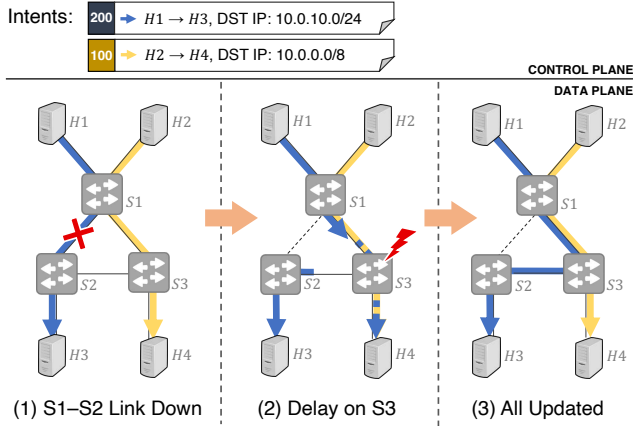 Intents:
200 H1 → H3, DST IP: 10.0.10.0/24
100 H2 → H4, DST IP: 10.0.0.0/8
CONTROL PLANE
DATA PLANE
H1 H2 H1 H2 H1 H2
S1 S1 S1
S2 S3 S2 S3 S2 S3
H3 H4 H3 H4 H3 H4
(1) S1–S2 Link Down (2) Delay on S3 (3) All Updated